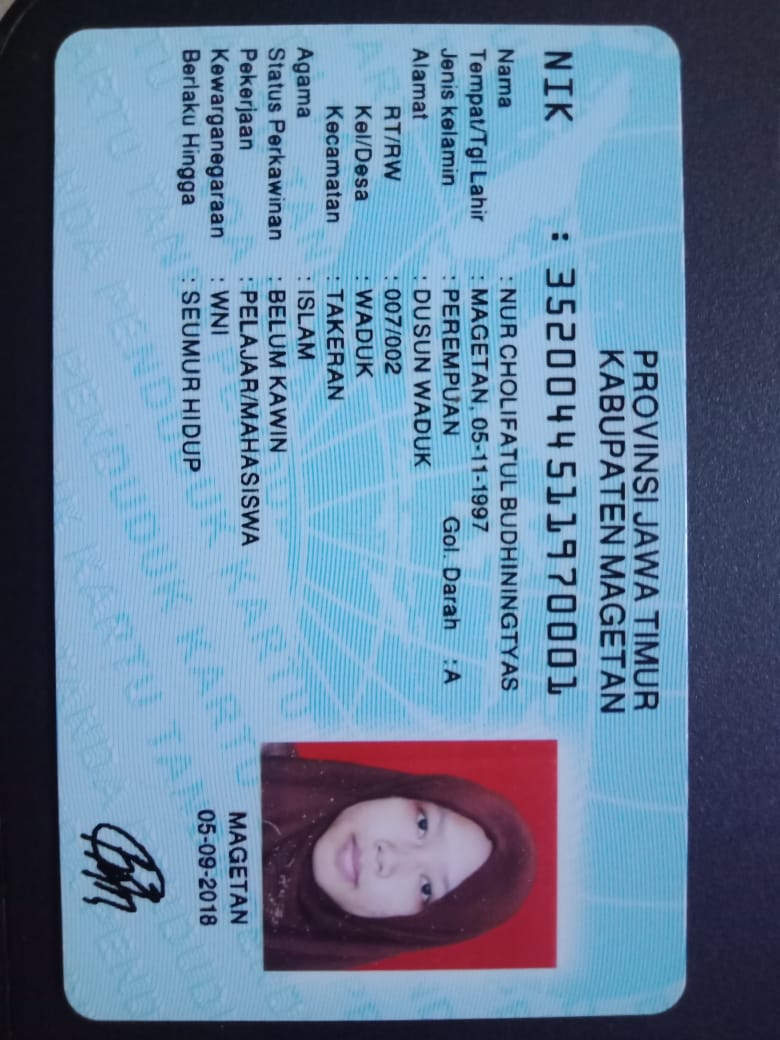 PROVINSI JAWA TIMUR
KABUPATEN MAGETAN
NIK : 3520044511970001
Nama : NUR CHOLIFATUL BUDHININGTYAS
Tempat/Tgl Lahir : MAGETAN, 05-11-1997
Jenis kelamin : PEREMPUAN Gol. Darah : A
Alamat : DUSUN WADUK
RT/RW : 007/002
Kel/Desa : WADUK
Kecamatan : TAKERAN
Agama : ISLAM
Status Perkawinan : BELUM KAWIN
Pekerjaan : PELAJAR/MAHASISWA
Kewarganegaraan : WNI
Berlaku Hingga : SEUMUR HIDUP
MAGETAN
05-09-2018